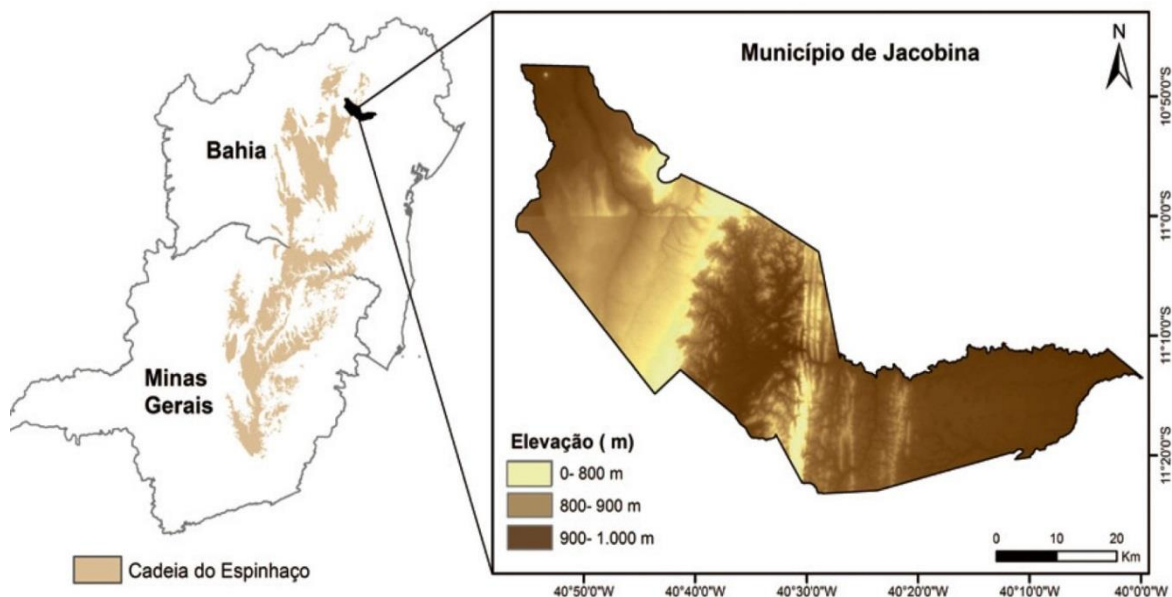 Município de Jacobina
N
Bahia
Minas
Gerais
Cadeia do Espinhaço
Elevação ( m)
0- 800 m
800- 900 m
900- 1.000 m
0 10 20
Km
10°50'0"S
11°0'0"S
11°10'0"S
11°20'0"S
40°50'0"W 40°40'0"W 40°30'0"W 40°20'0"W 40°10'0"W 40°0'0"W